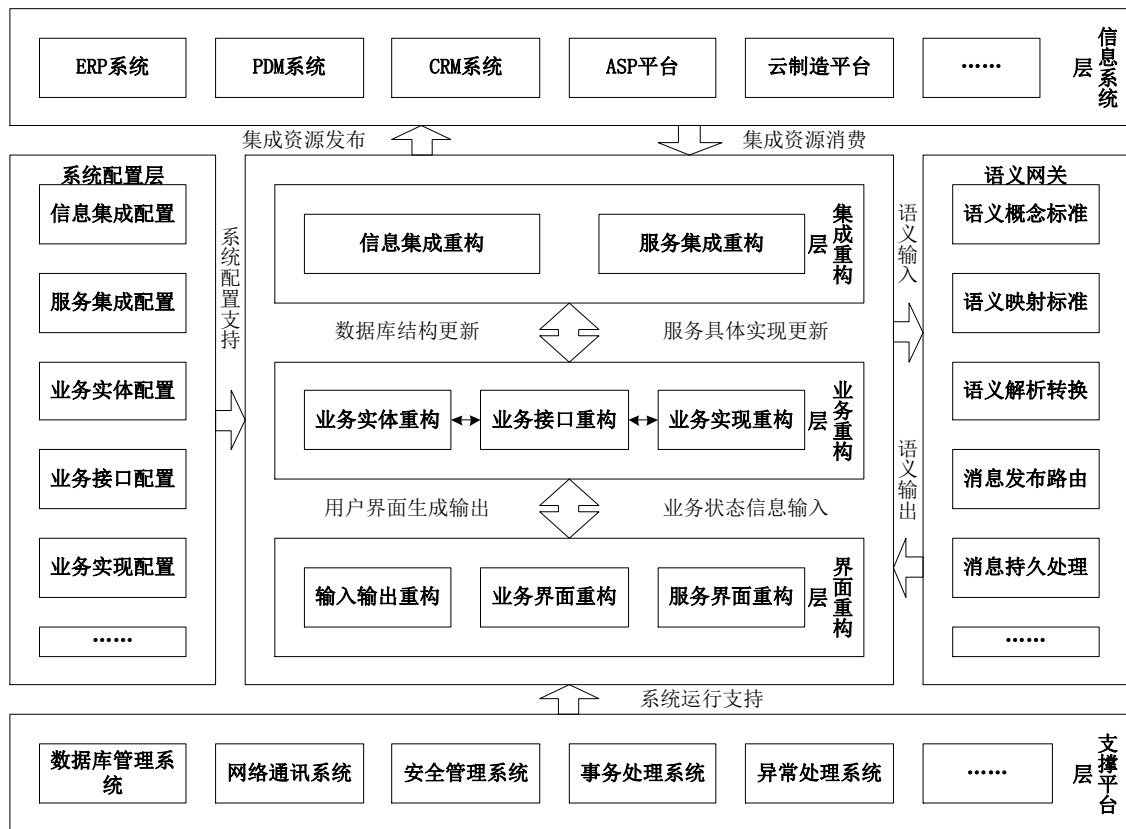 ERP系统
PDM系统
CRM系统
ASP平台
云制造平台
……
信息系统层
集成资源发布
集成资源消费
系统配置层
信息集成配置
服务集成配置
业务实体配置
业务接口配置
业务实现配置
……
系统配置支持
信息集成重构
服务集成重构
集成重构层
数据库结构更新
服务具体实现更新
业务实体重构
业务接口重构
业务实现重构
业务重构层
用户界面生成输出
业务状态信息输入
输入输出重构
业务界面重构
服务界面重构
界面重构层
语义输入
语义输出
语义网关
语义概念标准
语义映射标准
语义解析转换
消息发布路由
消息持久处理
……
系统运行支持
数据库管理系
统
网络通讯系统
安全管理系统
事务处理系统
异常处理系统
……
支撑平台层